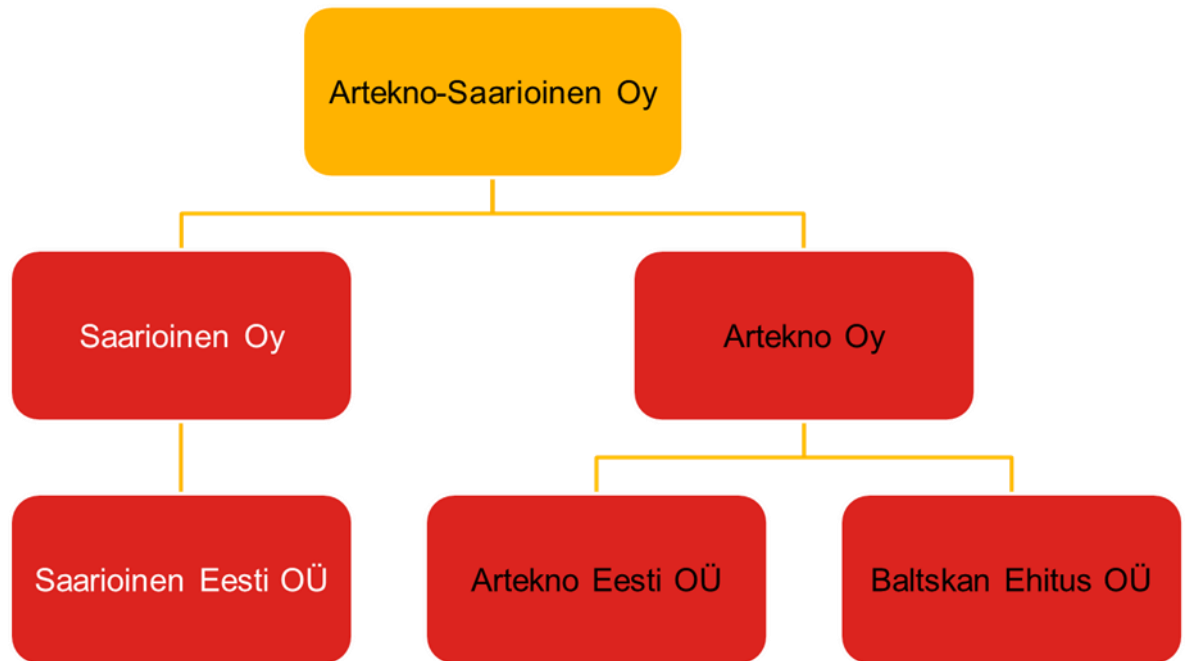 Artekno-Saarioinen Oy
Saarioinen Oy
Artekno Oy
Saarioinen Eesti OÜ
Artekno Eesti OÜ
Baltskan Ehitus OÜ